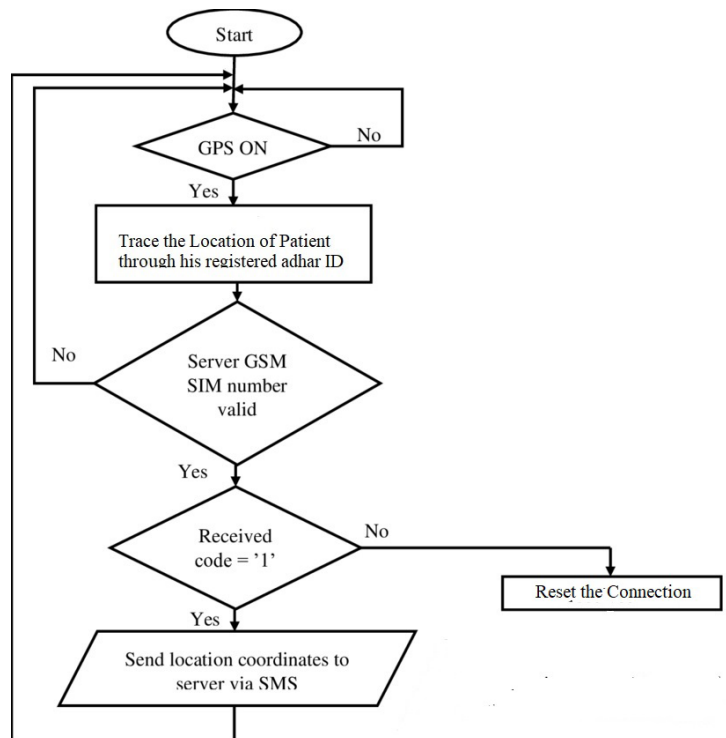 Start
GPS ON
No
Yes
Trace the Location of Patient
through his registered adhar ID
No
Server GSM
SIM number
valid
Yes
Received
code = '1'
No
Reset the Connection
Yes
Send location coordinates to
server via SMS